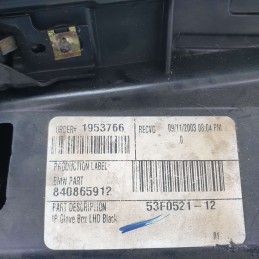 ORDER# 1953766
RECVD 09/11/2003 08:04 PM
0
PRODUCTION LABEL
BMW PART
840865912
53F0521-12
PART DESCRIPTION
IP Glove Box LHD Black